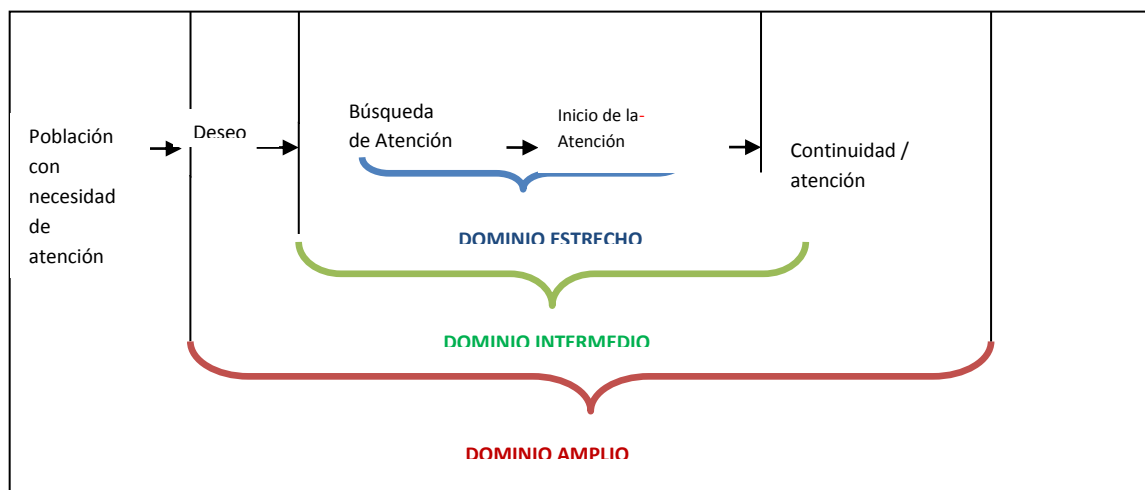 Población
con
necesidad
de
atención
Deseo
Búsqueda
de Atención
Inicio de la-
Atención
Continuidad /
atención
DOMINIO ESTRECHO
DOMINIO INTERMEDIO
DOMINIO AMPLIO